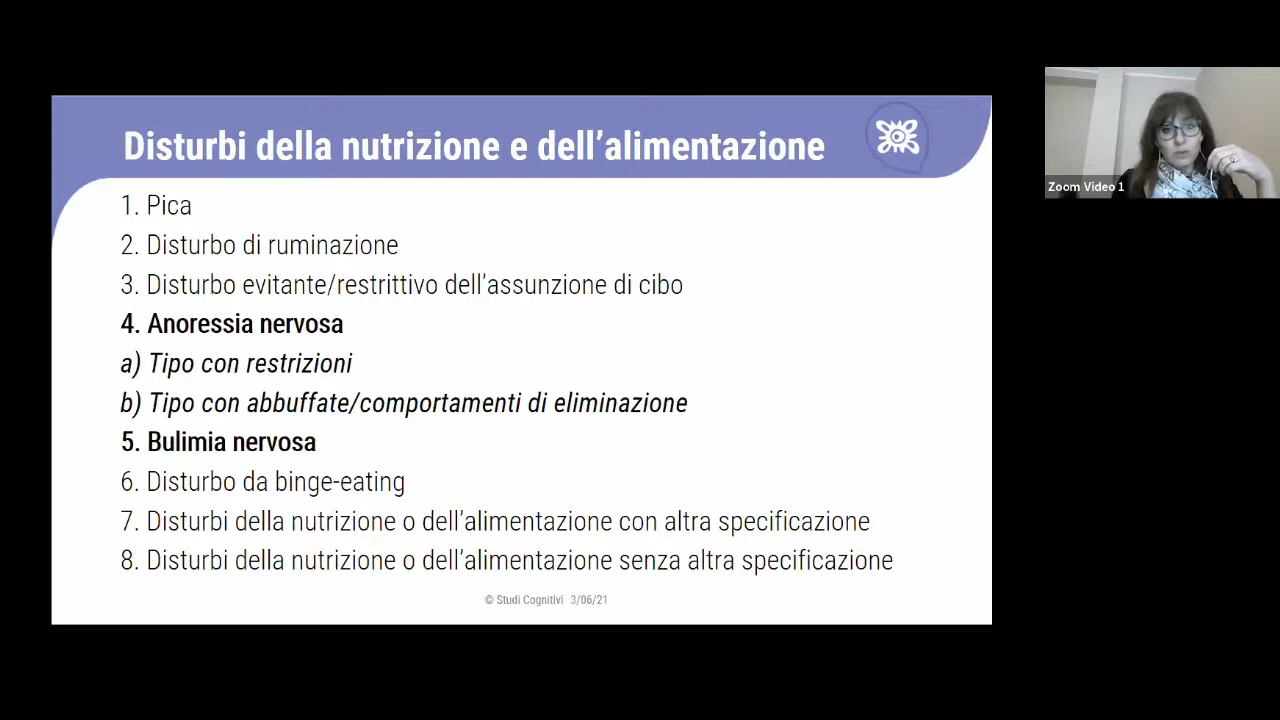 Disturbi della nutrizione e dell'alimentazione
1. Pica
2. Disturbo di ruminazione
3. Disturbo evitante/restrittivo dell'assunzione di cibo
4. Anoressia nervosa
a) Tipo con restrizioni
b) Tipo con abbuffate/comportamenti di eliminazione
5. Bulimia nervosa
6. Disturbo da binge-eating
7. Disturbi della nutrizione o dell'alimentazione con altra specificazione
8. Disturbi della nutrizione o dell'alimentazione senza altra specificazione
© Studi Cognitivi 3/06/21
Zoom Video 1